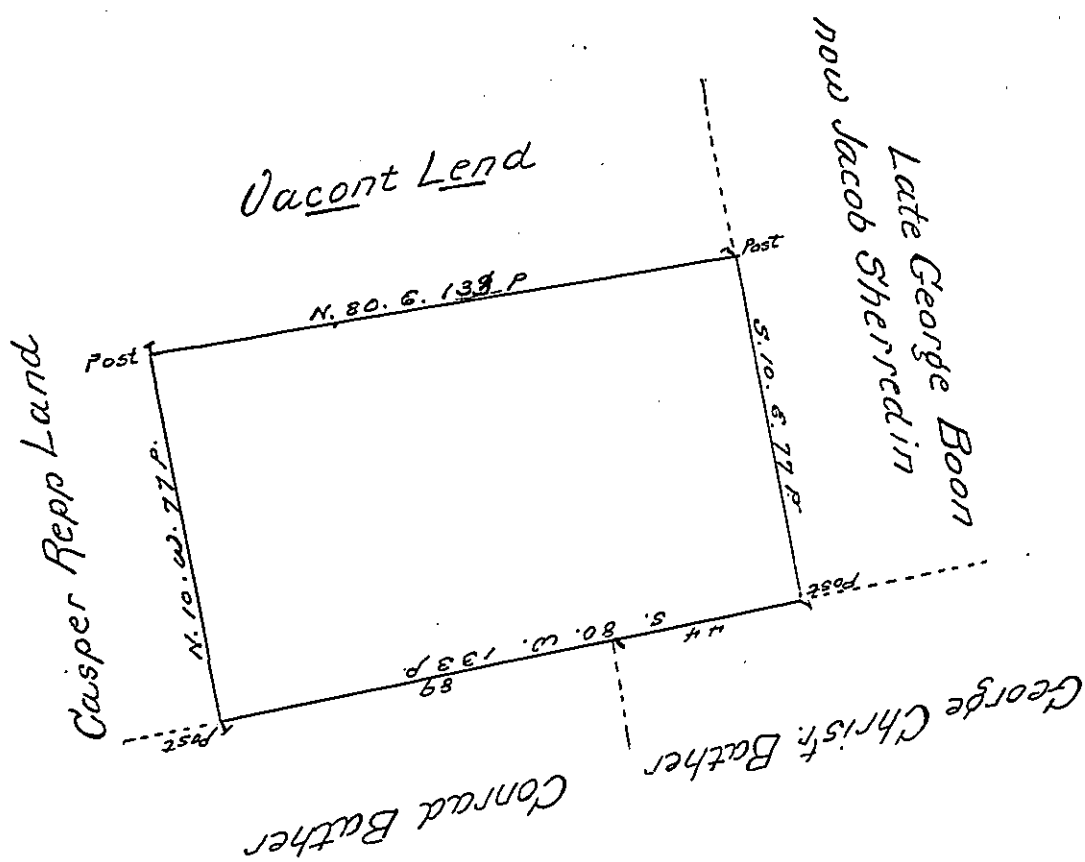 Vacont Lend
Late George Boon
now Jacob Sherredin
Post
Post
N. 80. E. 133 P
S. 10. E. 77 P.
Casper Repp Land
N. 10. W. 77 P.
Post
Post
S. 80. W. 133 P.
44
89
George Christ. Bather
Conrad Bather